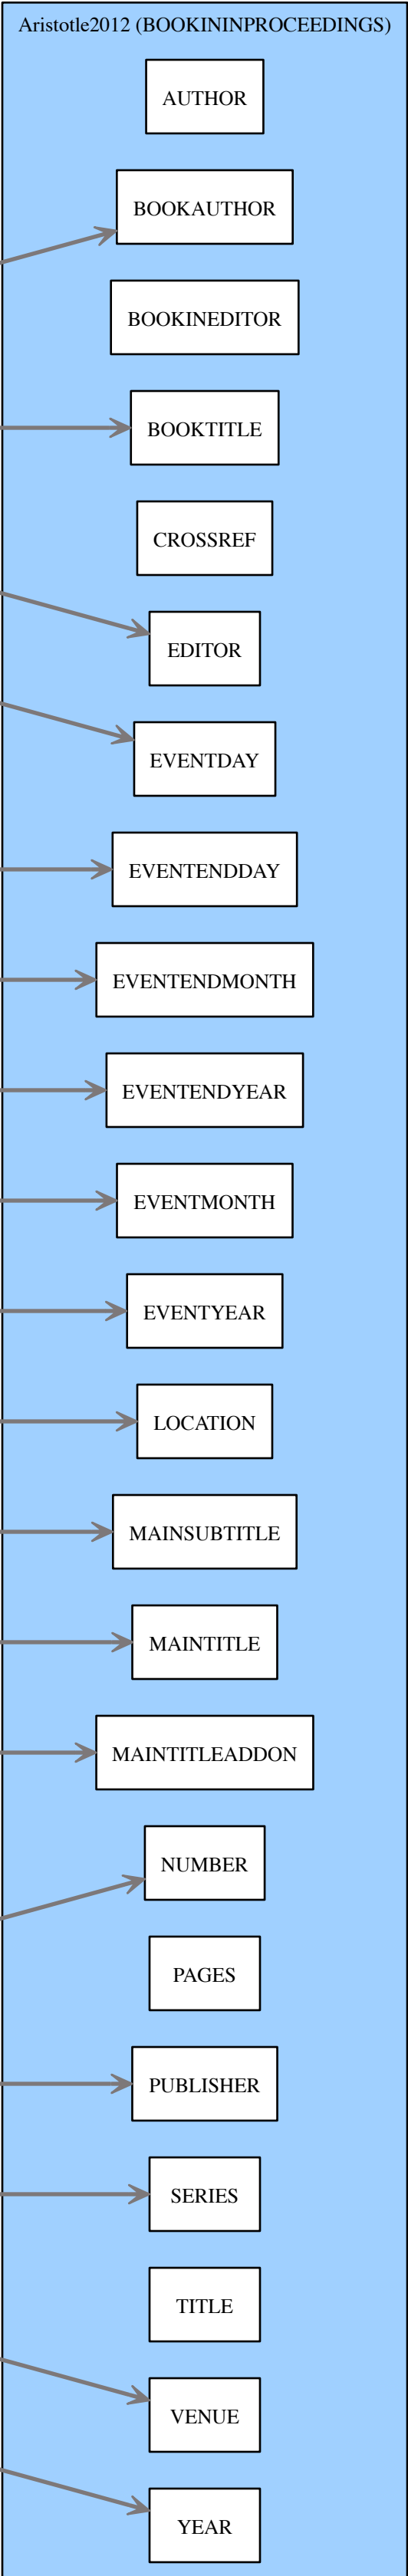 Aristotle2012 (BOOKININPROCEEDINGS)
AUTHOR
BOOKAUTHOR
BOOKINEDITOR
BOOKTITLE
CROSSREF
EDITOR
EVENTDAY
EVENTENDDAY
EVENTENDMONTH
EVENTENDYEAR
EVENTMONTH
EVENTYEAR
LOCATION
MAINSUBTITLE
MAINTITLE
MAINTITLEADDON
NUMBER
PAGES
PUBLISHER
SERIES
TITLE
VENUE
YEAR